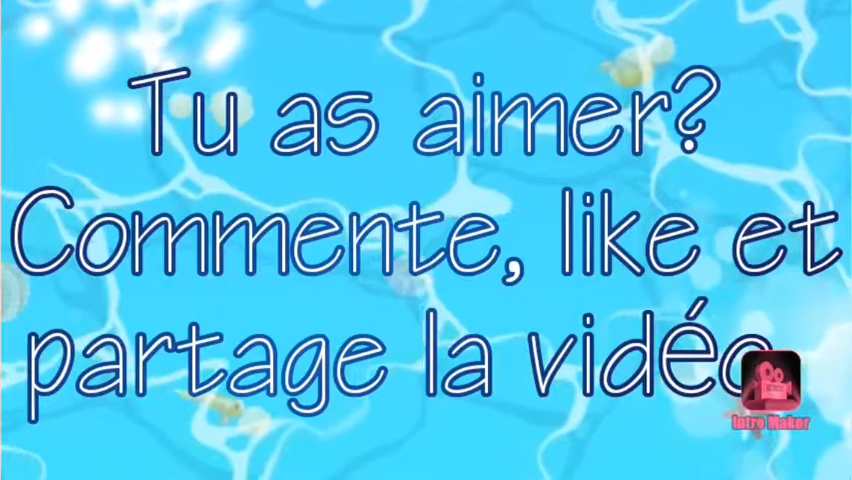 Tu as aimer?
Commente, like et
partage la vidéo
Intro Maker